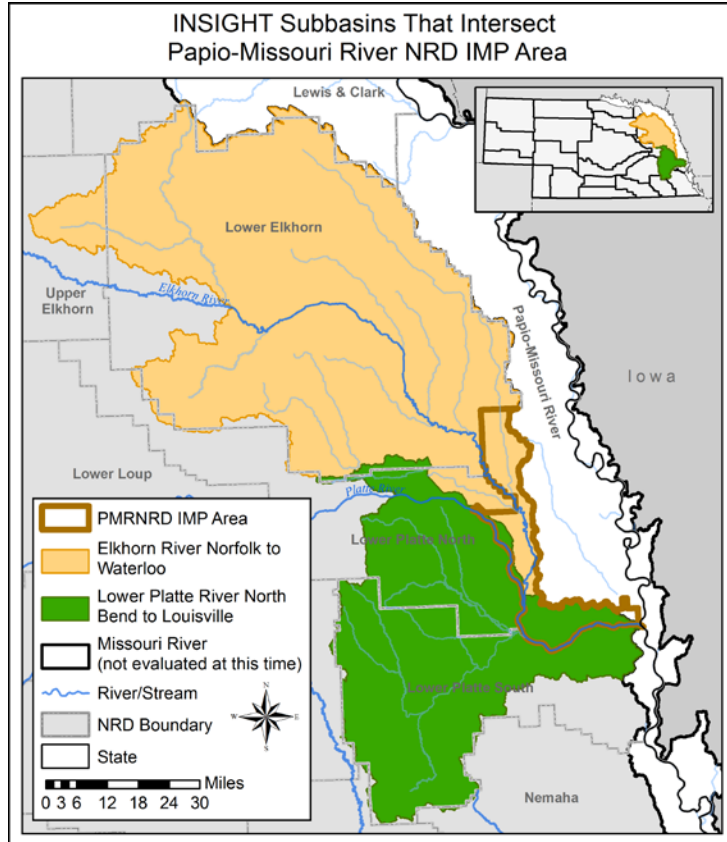 INSIGHT Subbasins That Intersect
Papio-Missouri River NRD IMP Area
Lewis & Clark
Lower Elkhorn
Upper
Elkhorn
Elkhorn River
Papio-Missouri River
Iowa
Lower Loup
Platte River
Lower Platte North
Lower Platte South
Nemaha
PMRNRD IMP Area
Elkhorn River Norfolk to
Waterloo
Lower Platte River North
Bend to Louisville
Missouri River
(not evaluated at this time)
River/Stream
NRD Boundary
State
N
W E
S
Miles
0 3 6 12 18 24 30